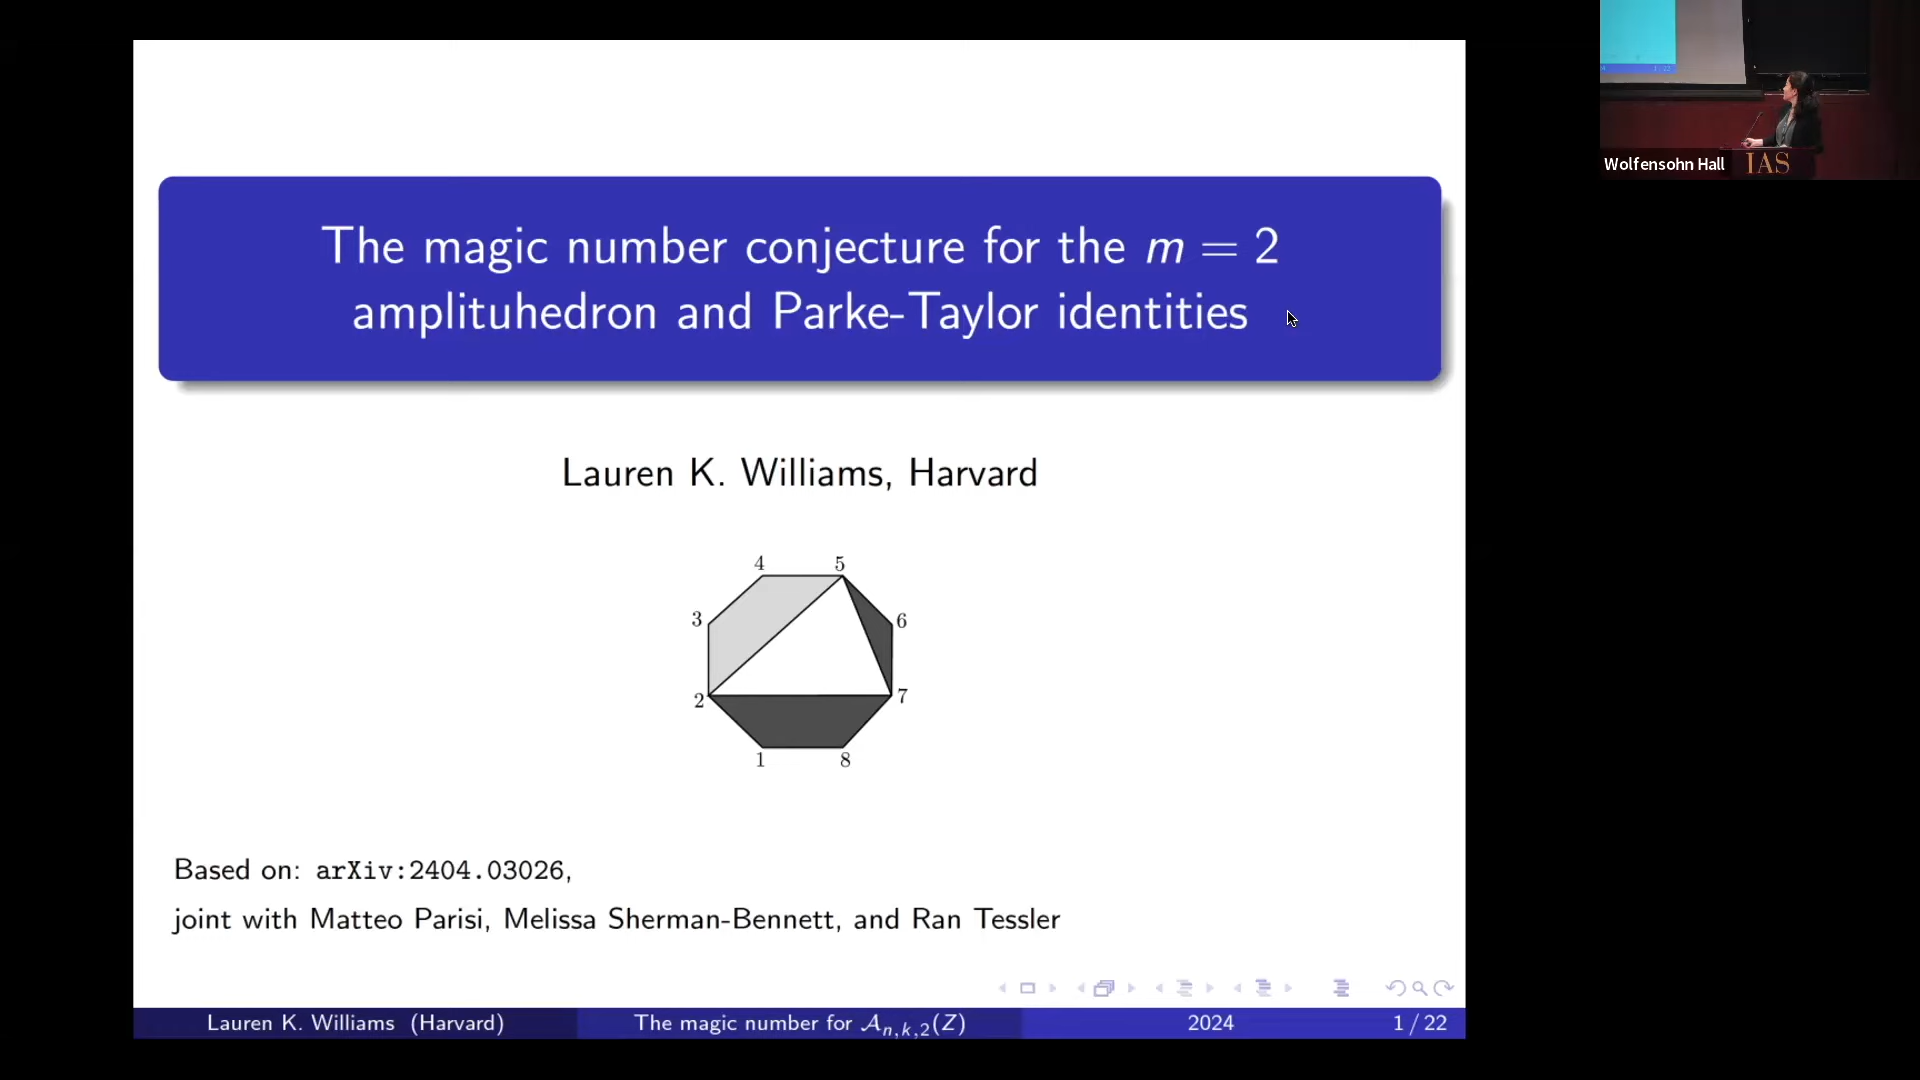 The magic number conjecture for the m = 2
amplituhedron and Parke-Taylor identities
Lauren K. Williams, Harvard
4 5
3 6
2 7
1 8
Based on: arXiv:2404.03026,
joint with Matteo Parisi, Melissa Sherman-Bennett, and Ran Tessler
Lauren K. Williams (Harvard) The magic number for 𝒜n,k,2(Z) 2024 1 / 22
Wolfensohn Hall
IAS